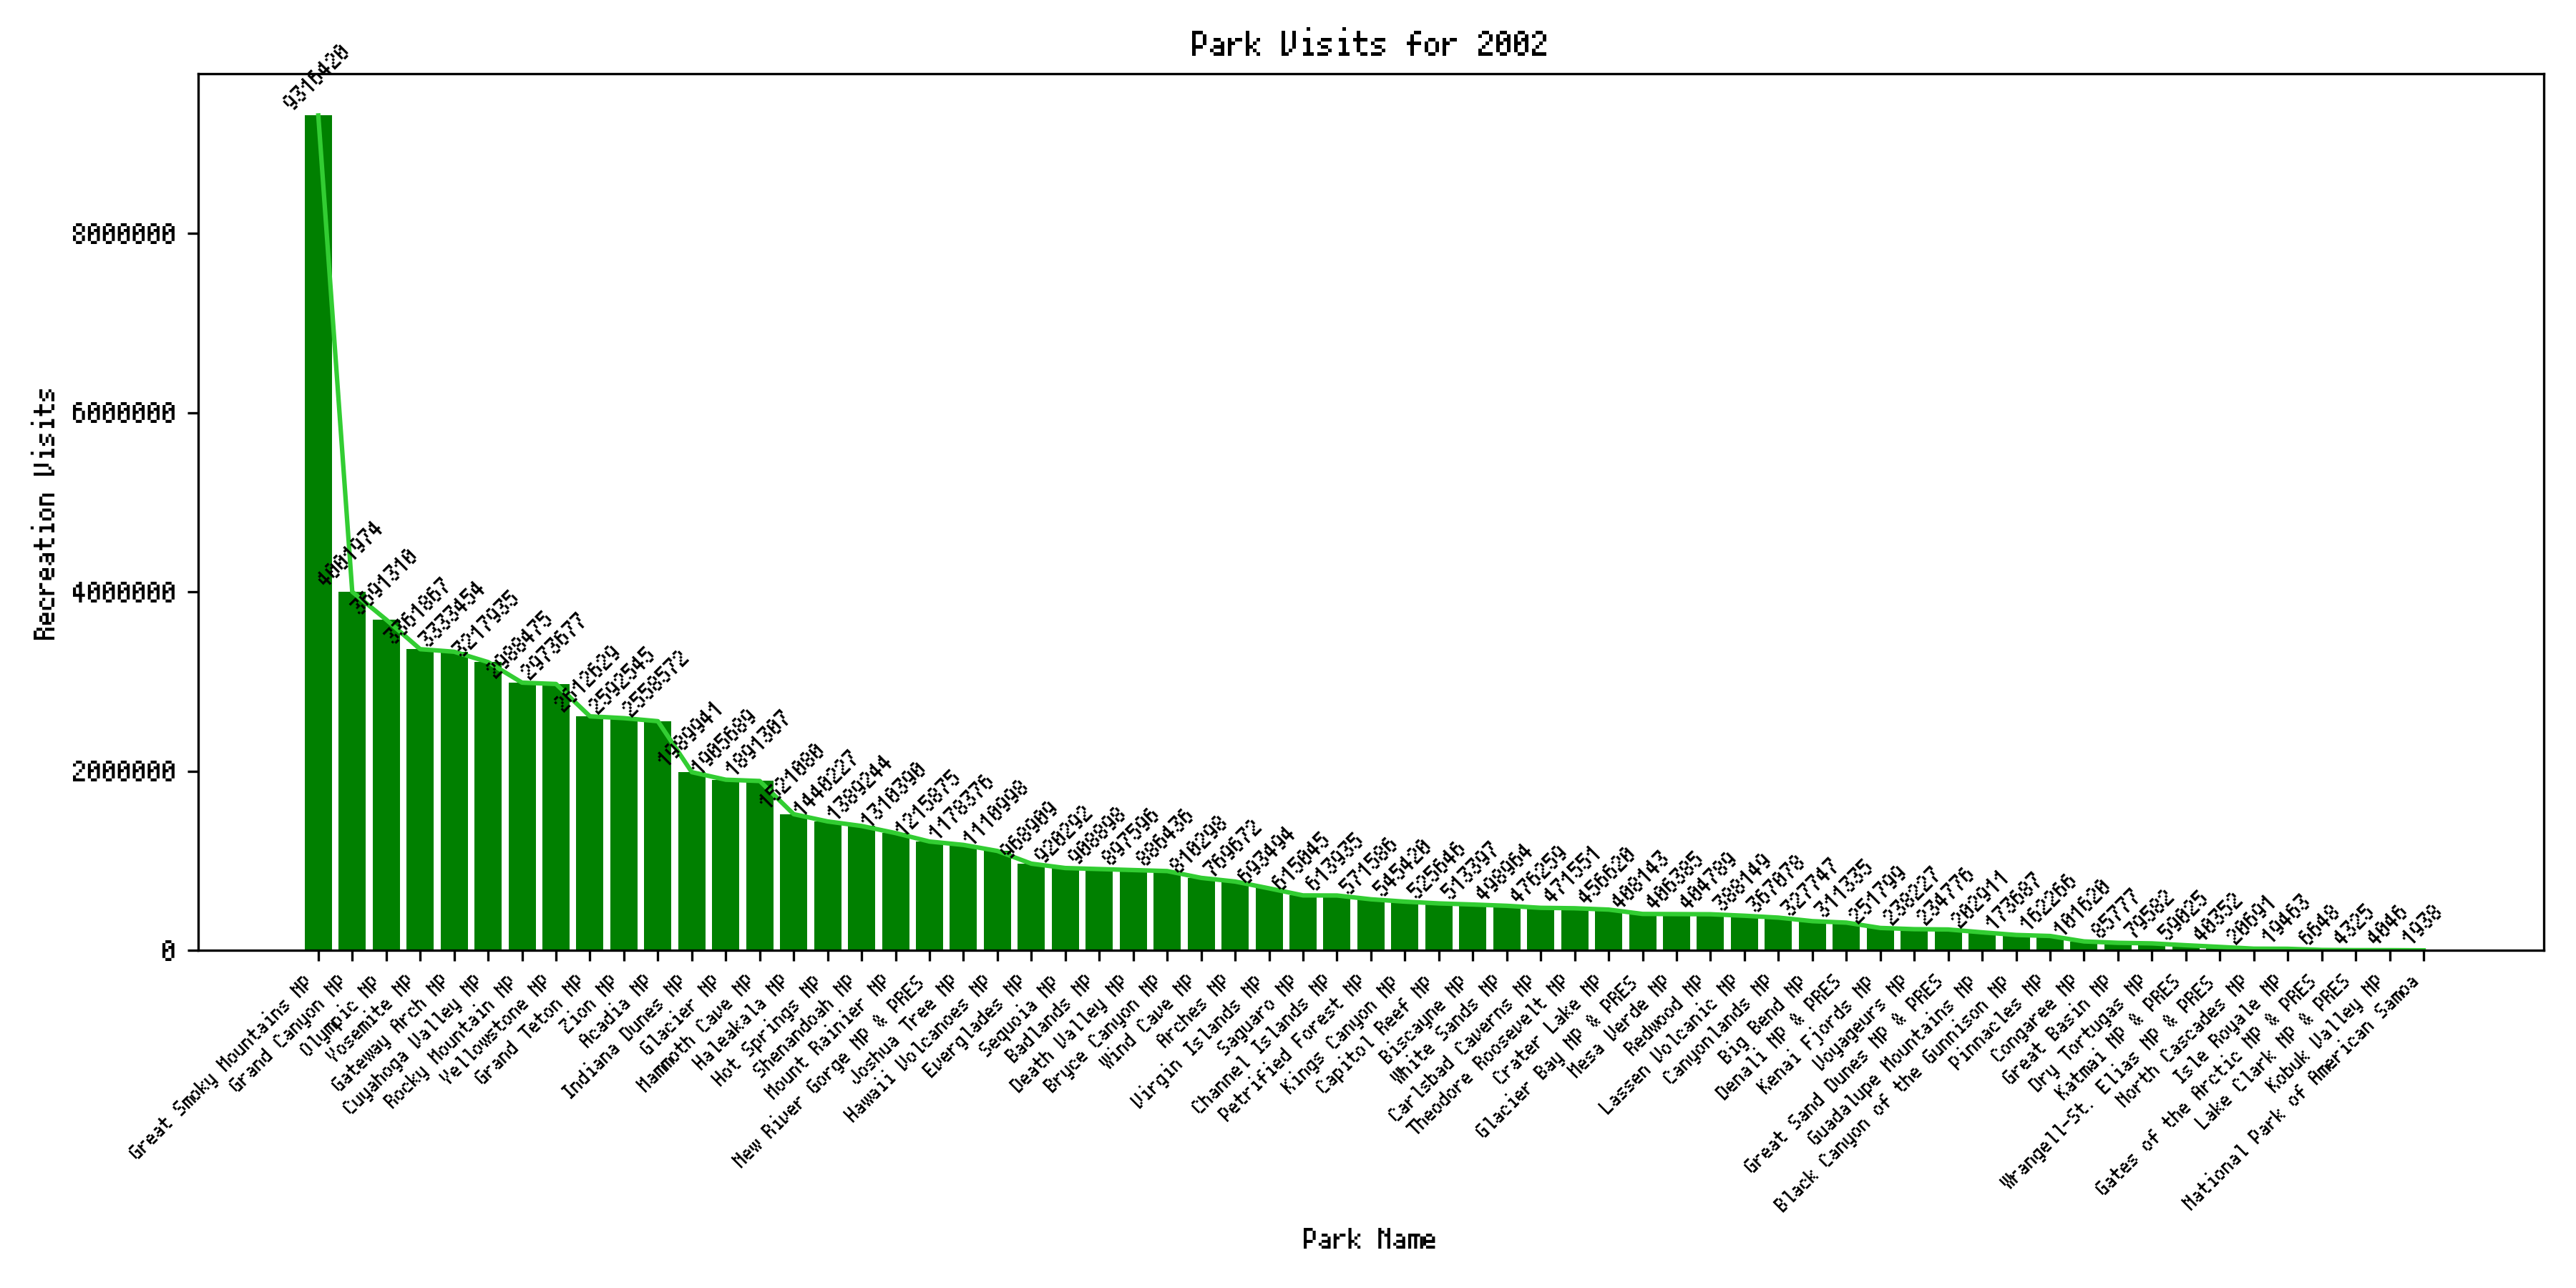 Park Visits for 2002
Recreation Visits
8000000
6000000
4000000
2000000
0
9316420
4001974
3691310
3361867
3333454
3217935
2988475
2973677
2612629
2592545
2558572
1989941
1905689
1891307
1521080
1440227
1389244
1310390
1215875
1178376
1110998
968909
920292
908898
897596
886436
810298
769672
693494
615045
613935
571586
545420
525646
513397
498964
476259
471551
456620
408143
406385
404789
388149
367078
327747
311335
251799
238227
234776
202911
173687
162266
101620
85777
79582
59025
40352
20691
19463
6648
4325
4046
1938
Great Smoky Mountains NP
Grand Canyon NP
Olympic NP
Yosemite NP
Gateway Arch NP
Cuyahoga Valley NP
Rocky Mountain NP
Yellowstone NP
Grand Teton NP
Zion NP
Acadia NP
Indiana Dunes NP
Glacier NP
Mammoth Cave NP
Haleakala NP
Hot Springs NP
Shenandoah NP
Mount Rainier NP
New River Gorge NP & PRES
Joshua Tree NP
Hawaii Volcanoes NP
Everglades NP
Sequoia NP
Badlands NP
Death Valley NP
Bryce Canyon NP
Wind Cave NP
Arches NP
Virgin Islands NP
Saguaro NP
Channel Islands NP
Petrified Forest NP
Kings Canyon NP
Capitol Reef NP
Biscayne NP
White Sands NP
Carlsbad Caverns NP
Theodore Roosevelt NP
Crater Lake NP
Glacier Bay NP & PRES
Mesa Verde NP
Redwood NP
Lassen Volcanic NP
Canyonlands NP
Big Bend NP
Denali NP & PRES
Kenai Fjords NP
Voyageurs NP
Great Sand Dunes NP & PRES
Guadalupe Mountains NP
Black Canyon of the Gunnison NP
Pinnacles NP
Congaree NP
Great Basin NP
Dry Tortugas NP
Katmai NP & PRES
Wrangell-St. Elias NP & PRES
North Cascades NP
Isle Royale NP
Gates of the Arctic NP & PRES
Lake Clark NP & PRES
Kobuk Valley NP
National Park of American Samoa
Park Name